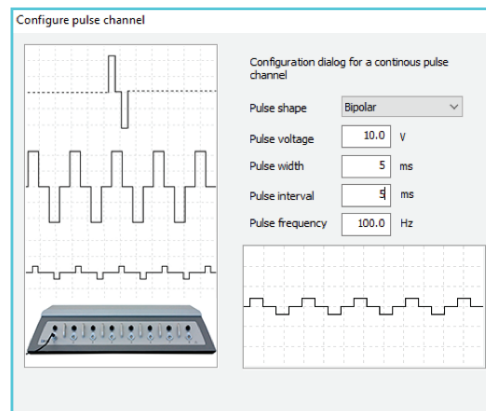 Configure pulse channel
Configuration dialog for a continous pulse
channel
Pulse shape Bipolar
Pulse voltage 10.0 V
Pulse width 5 ms
Pulse interval 5 ms
Pulse frequency 100.0 Hz